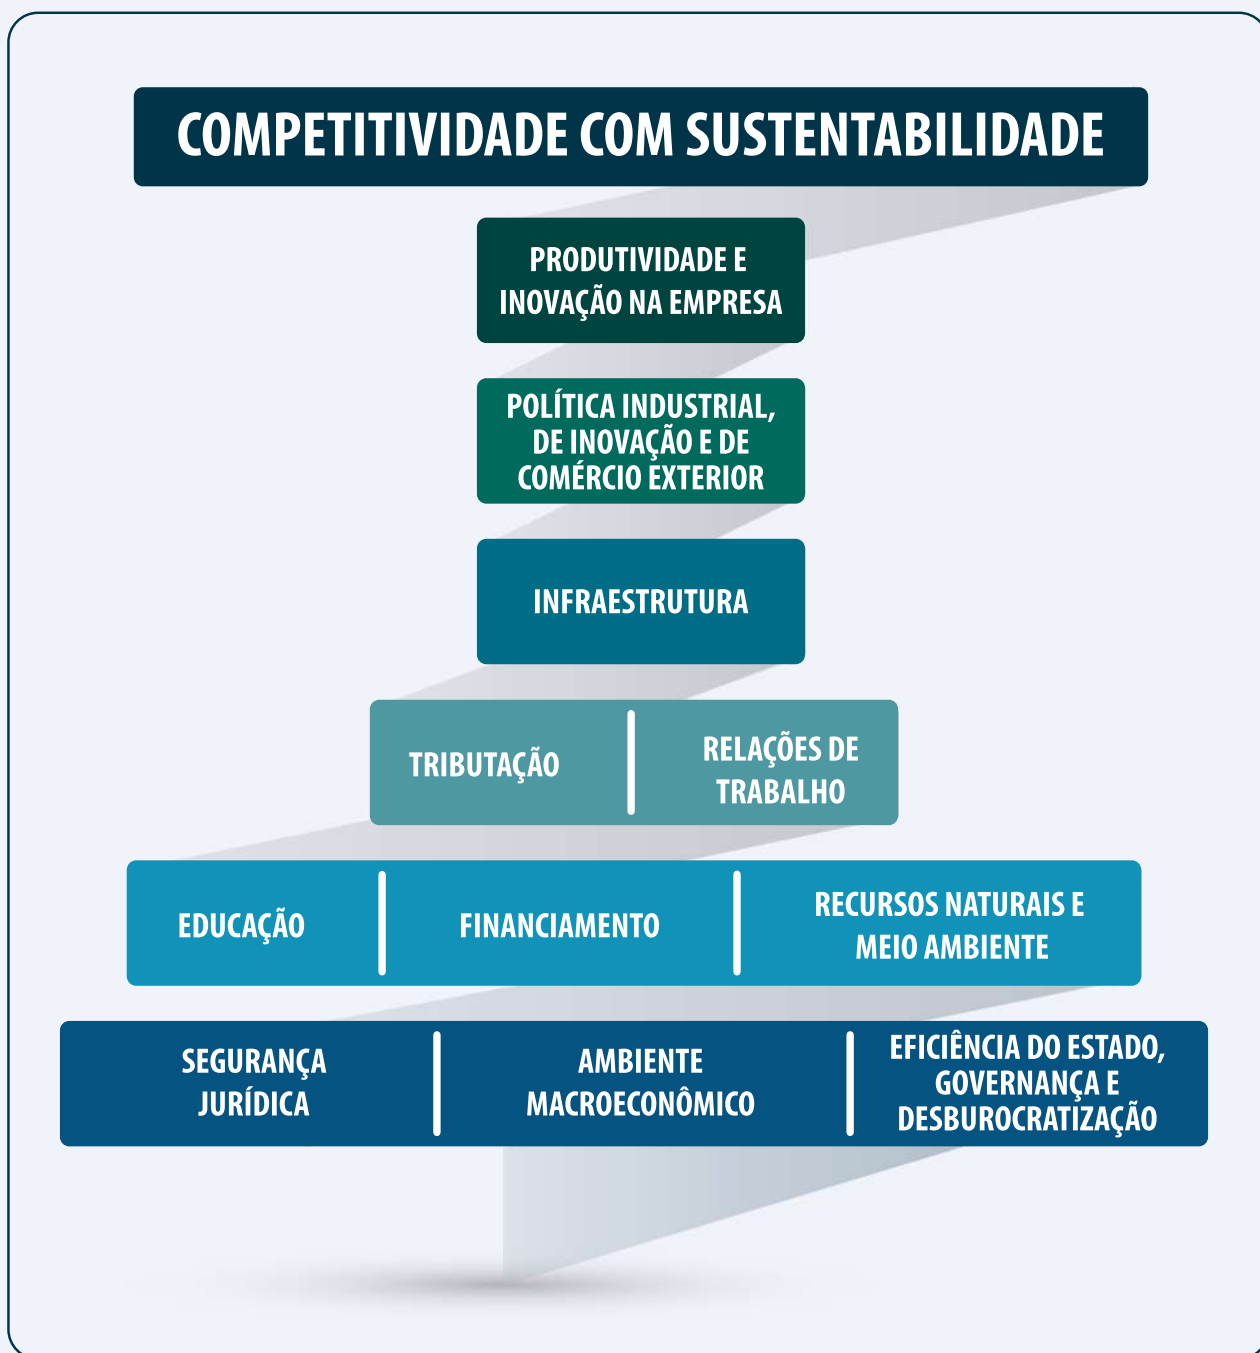 COMPETITIVIDADE COM SUSTENTABILIDADE
PRODUTIVIDADE E
INOVAÇÃO NA EMPRESA
POLÍTICA INDUSTRIAL,
DE INOVAÇÃO E DE
COMÉRCIO EXTERIOR
INFRAESTRUTURA
TRIBUTAÇÃO
RELAÇÕES DE
TRABALHO
EDUCAÇÃO
FINANCIAMENTO
RECURSOS NATURAIS E
MEIO AMBIENTE
SEGURANÇA
JURÍDICA
AMBIENTE
MACROECONÔMICO
EFICIÊNCIA DO ESTADO,
GOVERNANÇA E
DESBUROCRATIZAÇÃO